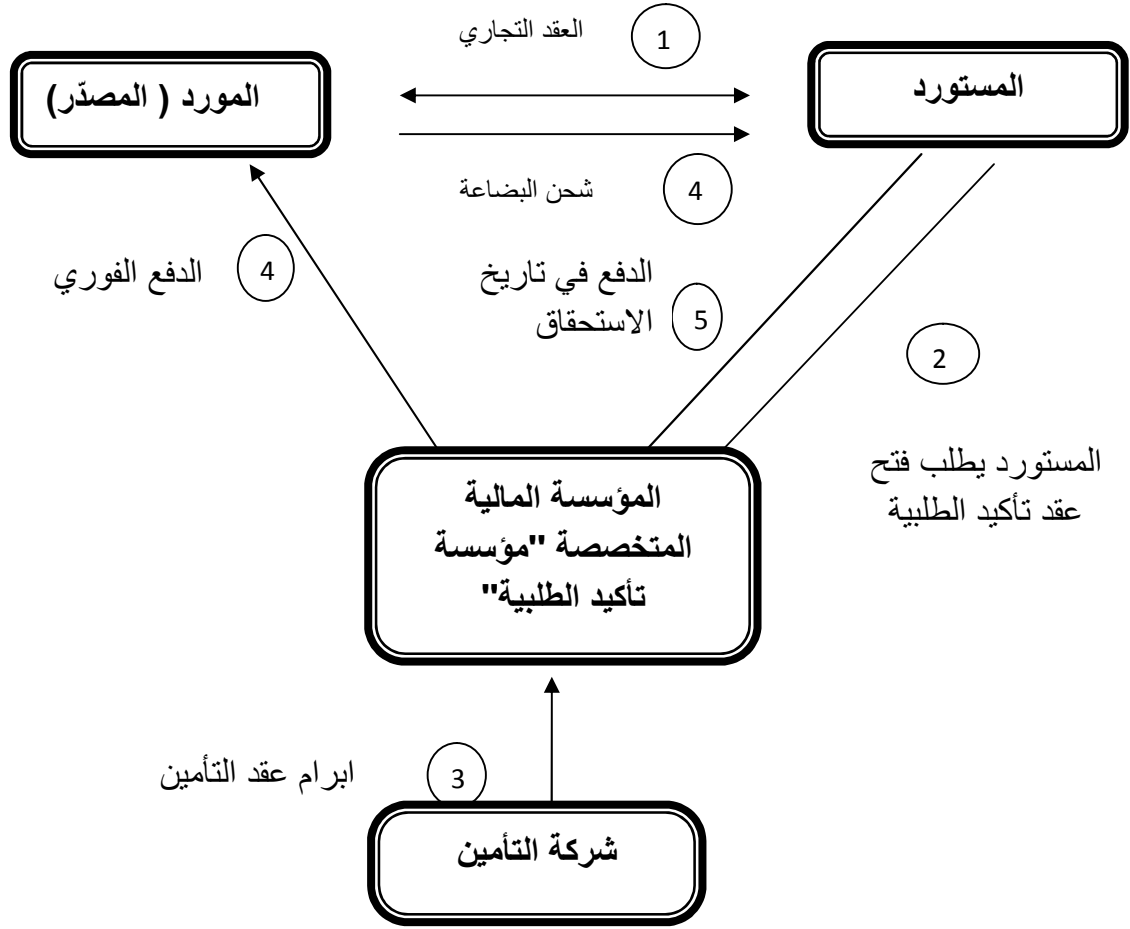 العقد التجاري
1
المستورد
المورد ( المصدّر)
شحن البضاعة
4
الدفع الفوري
4
الدفع في تاريخ
الاستحقاق
5
2
المستورد يطلب فتح
عقد تأكيد الطلبية
المؤسسة المالية
المتخصصة "مؤسسة
تأكيد الطلبية"
ابرام عقد التأمين
3
شركة التأمين